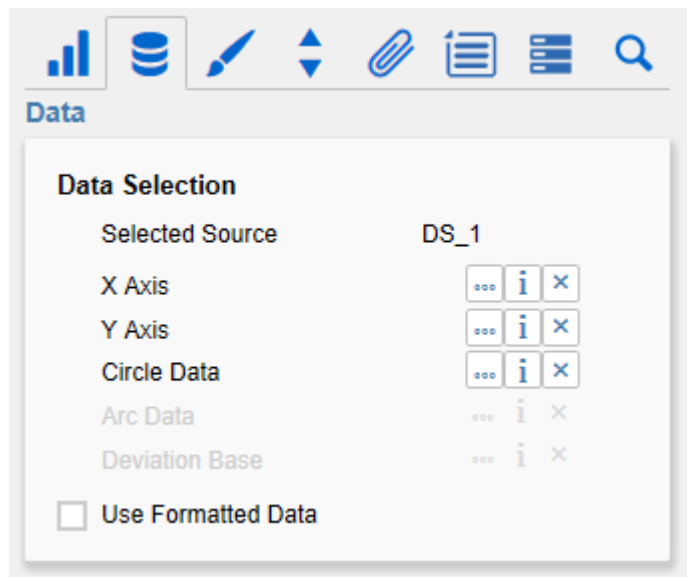 Data
Data Selection
Selected Source DS_1
X Axis ... i ×
Y Axis ... i ×
Circle Data ... i ×
Arc Data ... i ×
Deviation Base ... i ×
Use Formatted Data